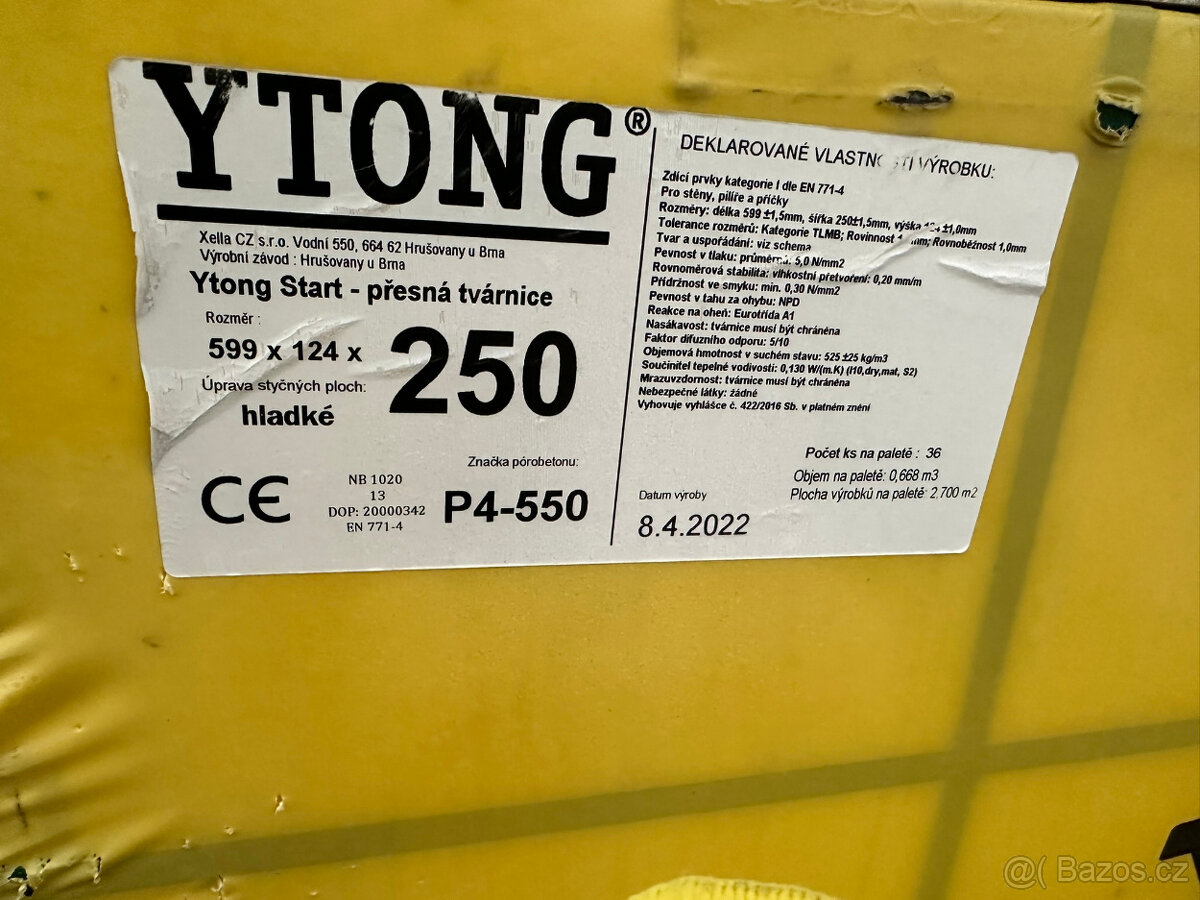 YTONG®
Xella CZ s.r.o. Vodní 550, 664 62 Hrušovany u Brna
Výrobní závod : Hrušovany u Brna
Ytong Start - přesná tvárnice
Rozměr :
599 x 124 x 250
Úprava styčných ploch:
hladké
CE
NB 1020
13
DOP: 20000342
EN 771-4
Značka pórobetonu:
P4-550
DEKLAROVANÉ VLASTNOSTI VÝROBKU:
Zdící prvky kategorie I dle EN 771-4
Pro stěny, pilíře a příčky
Rozměry: délka 599 ±1,5mm, šířka 250±1,5mm, výška 124 ±1,0mm
Tolerance rozměrů: Kategorie TLMB; Rovinnost mm; Rovnoběžnost 1,0mm
Tvar a uspořádání: viz schema
Pevnost v tlaku: průměrná: 5,0 N/mm2
Rovnoměrová stabilita: vlhkostní přetvoření: 0,20 mm/m
Přídržnost ve smyku: min. 0,30 N/mm2
Pevnost v tahu za ohybu: NPD
Reakce na oheň: Eurotřída A1
Nasákavost: tvárnice musí být chráněna
Faktor difuzního odporu: 5/10
Objemová hmotnost v suchém stavu: 525 ±25 kg/m3
Součinitel tepelné vodivosti: 0,130 W/(m.K) (l10,dry,mat, S2)
Mrazuvzdornost: tvárnice musí být chráněna
Nebezpečné látky: žádné
Vyhovuje vyhlášce č. 422/2016 Sb. v platném znění
Počet ks na paletě : 36
Objem na paletě: 0,668 m3
Plocha výrobků na paletě: 2.700 m2
Datum výroby
8.4.2022
@( Bazos.cz